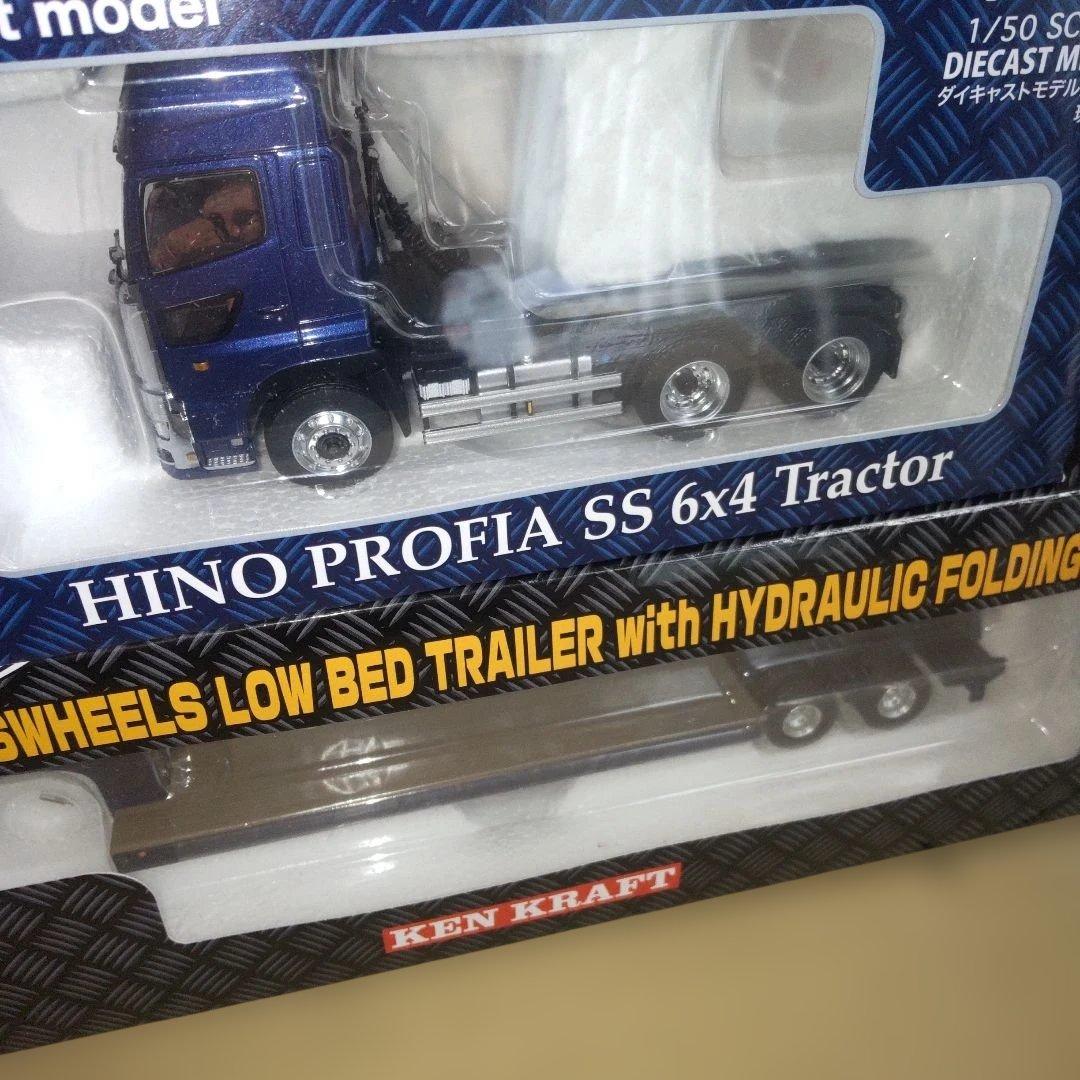 t model
1/50 SC
DIECAST M
ダイキャストモデル
HINO PROFIA SS 6x4 Tractor
WHEELS LOW BED TRAILER with HYDRAULIC FOLDING
KEN KRAFT